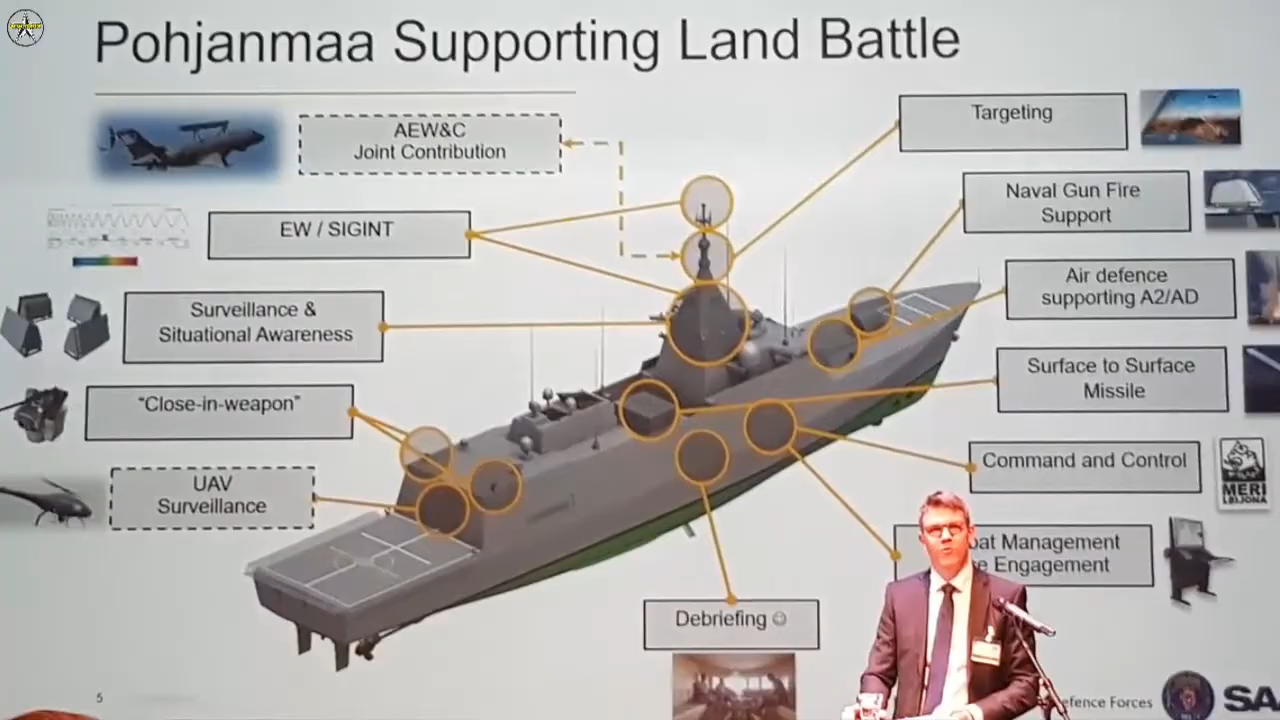 Pohjanmaa Supporting Land Battle
AEW&C
Joint Contribution
EW / SIGINT
Surveillance &
Situational Awareness
“Close-in-weapon”
UAV
Surveillance
Targeting
Naval Gun Fire
Support
Air defence
supporting A2/AD
Surface to Surface
Missile
Command and Control
MERI
Management
Engagement
Debriefing ☺
5
Forces
SA